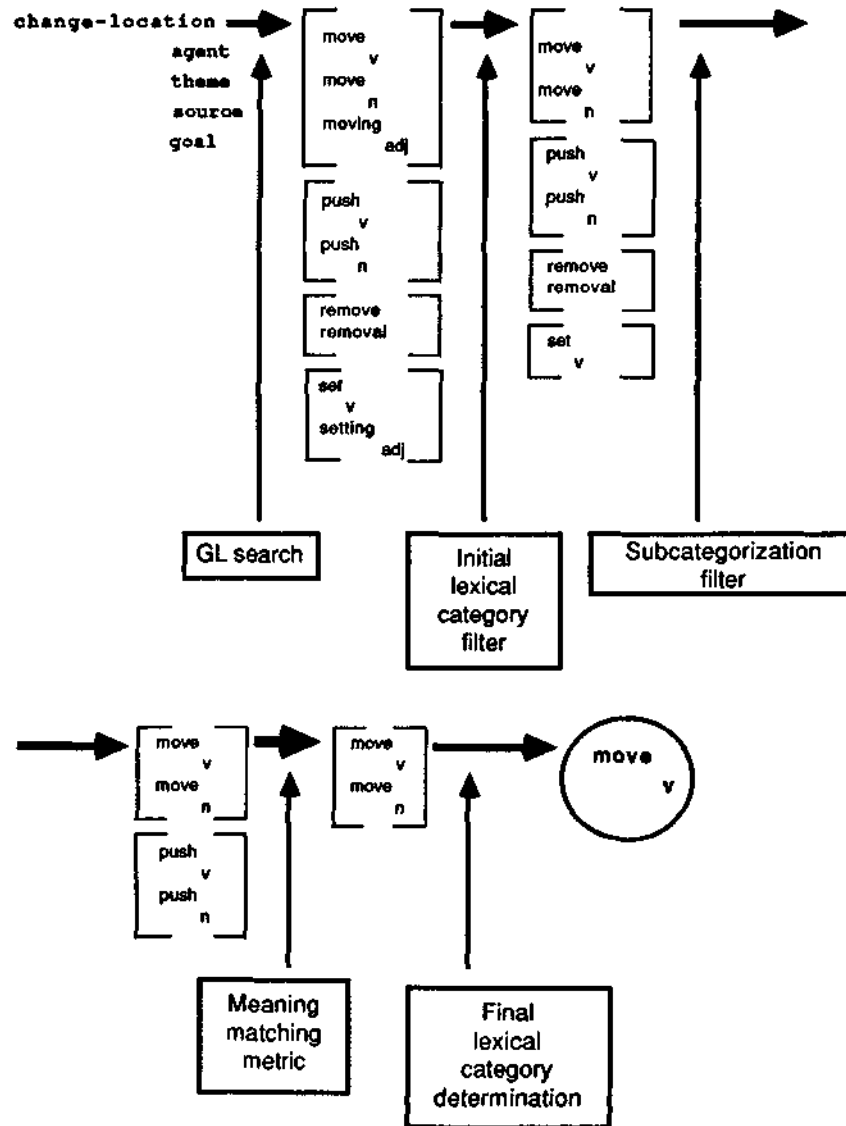 change-location
agent
theme
source
goal
move
v
move
n
moving
adj
push
v
push
n
remove
removal
set
v
setting
adj
move
v
move
n
push
v
push
n
remove
removal
set
v
GL search
Initial
lexical
category
filter
Subcategorization
filter
move
v
move
n
push
v
push
n
move
v
move
n
move
v
Meaning
matching
metric
Final
lexical
category
determination